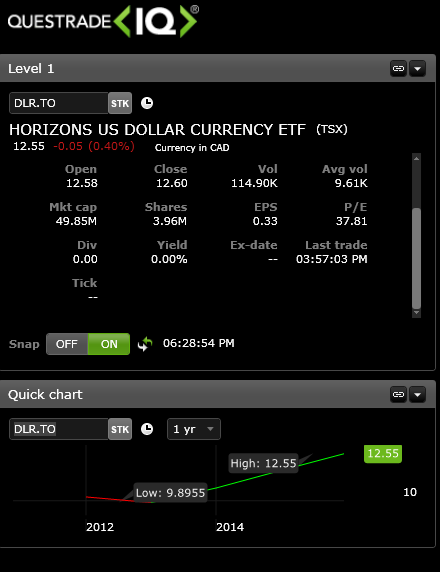 QUESTRADE IQ®
Level 1
DLR.TO STK
HORIZONS US DOLLAR CURRENCY ETF (TSX)
12.55 -0.05 (0.40%) Currency in CAD
Open Close Vol Avg vol
12.58 12.60 114.90K 9.61K
Mkt cap Shares EPS P/E
49.85M 3.96M 0.33 37.81
Div Yield Ex-date Last trade
0.00 0.00% -- 03:57:03 PM
Tick
--
Snap OFF ON 06:28:54 PM
Quick chart
DLR.TO STK 1 yr
12.55
High: 12.55
Low: 9.8955
10
2012 2014